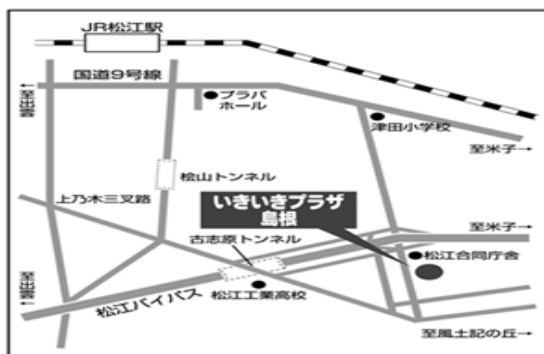 JR松江駅
国道9号線
至出雲
プラバ
ホール
津田小学校
至米子
桧山トンネル
上乃木三叉路
いきいきプラザ
島根
至米子
古志原トンネル
松江合同庁舎
至出雲
松江バイパス
松江工業高校
至風土記の丘